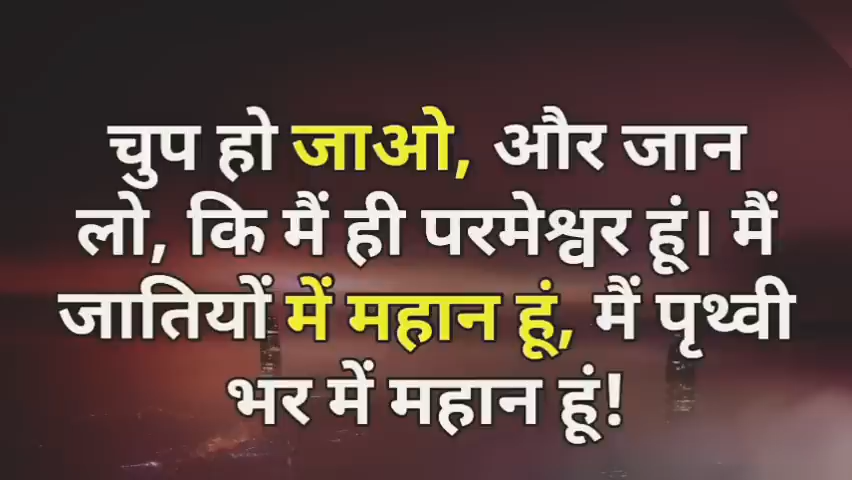 चुप हो जाओ, और जान
लो, कि मैं ही परमेश्वर हूं। मैं
जातियों में महान हूं, मैं पृथ्वी
भर में महान हूं!